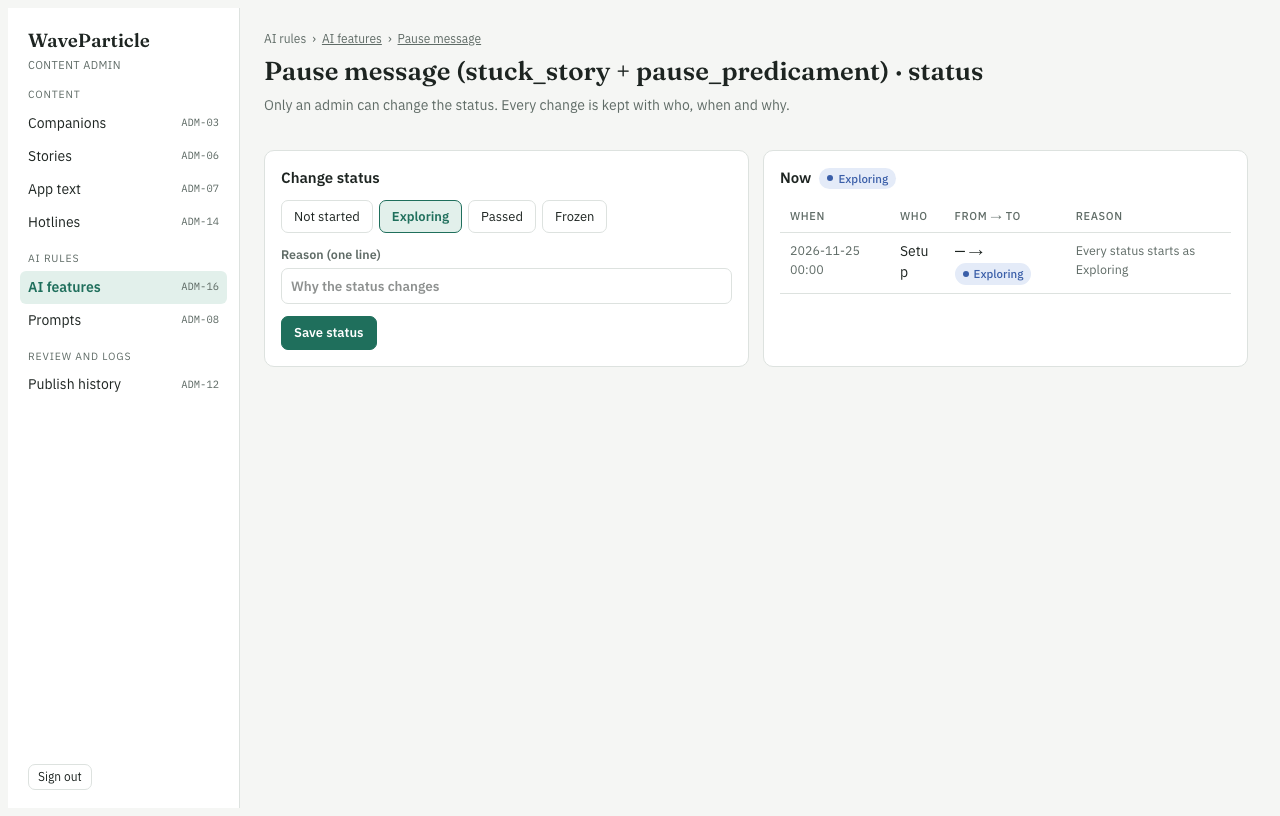 WaveParticle
CONTENT ADMIN
CONTENT
Companions ADM-03
Stories ADM-06
App text ADM-07
Hotlines ADM-14
AI RULES
AI features ADM-16
Prompts ADM-08
REVIEW AND LOGS
Publish history ADM-12
Sign out
AI rules › AI features › Pause message
Pause message (stuck_story + pause_predicament) · status
Only an admin can change the status. Every change is kept with who, when and why.
Change status
Not started Exploring Passed Frozen
Reason (one line)
Why the status changes
Save status
Now Exploring
WHEN WHO FROM → TO REASON
2026-11-25 Setu — → Every status starts as
00:00 p Exploring Exploring